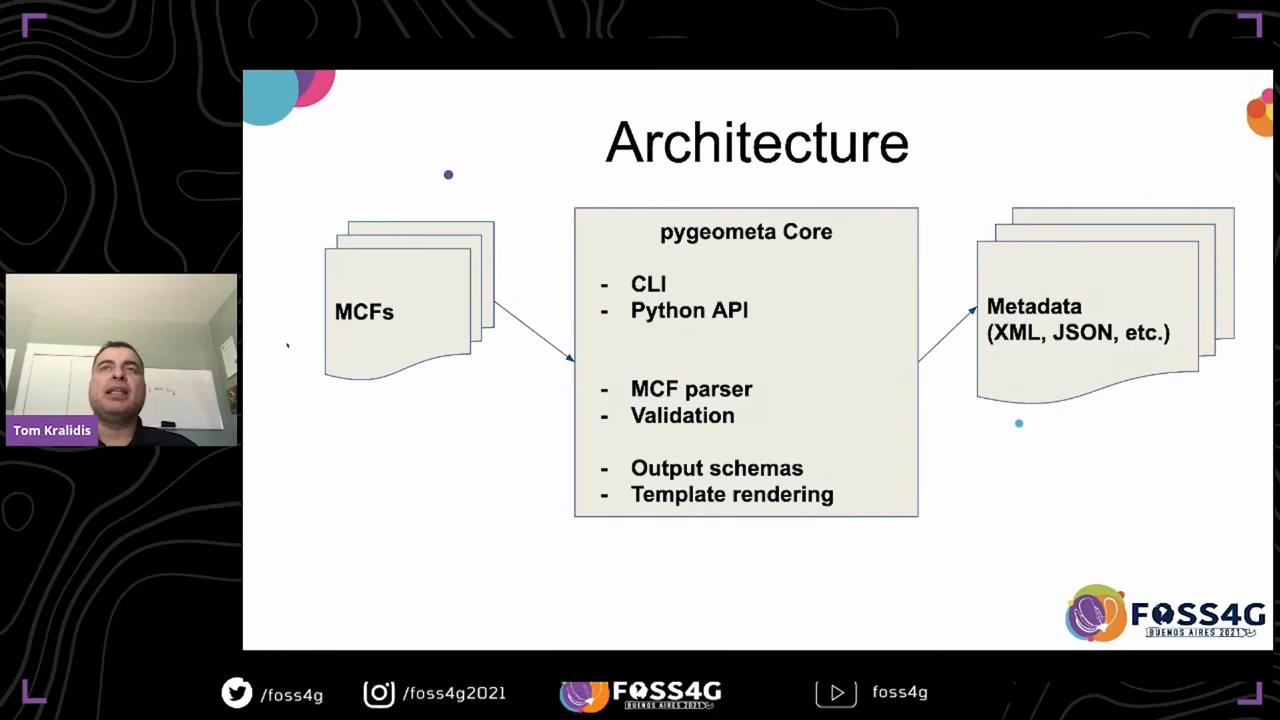 Architecture
MCFs
pygeometa Core
- CLI
- Python API
- MCF parser
- Validation
- Output schemas
- Template rendering
Metadata
(XML, JSON, etc.)
Tom Kralidis
FOSS4G
BUENOS AIRES 2021
/foss4g
/foss4g2021
FOSS4G
BUENOS AIRES 2021
foss4g